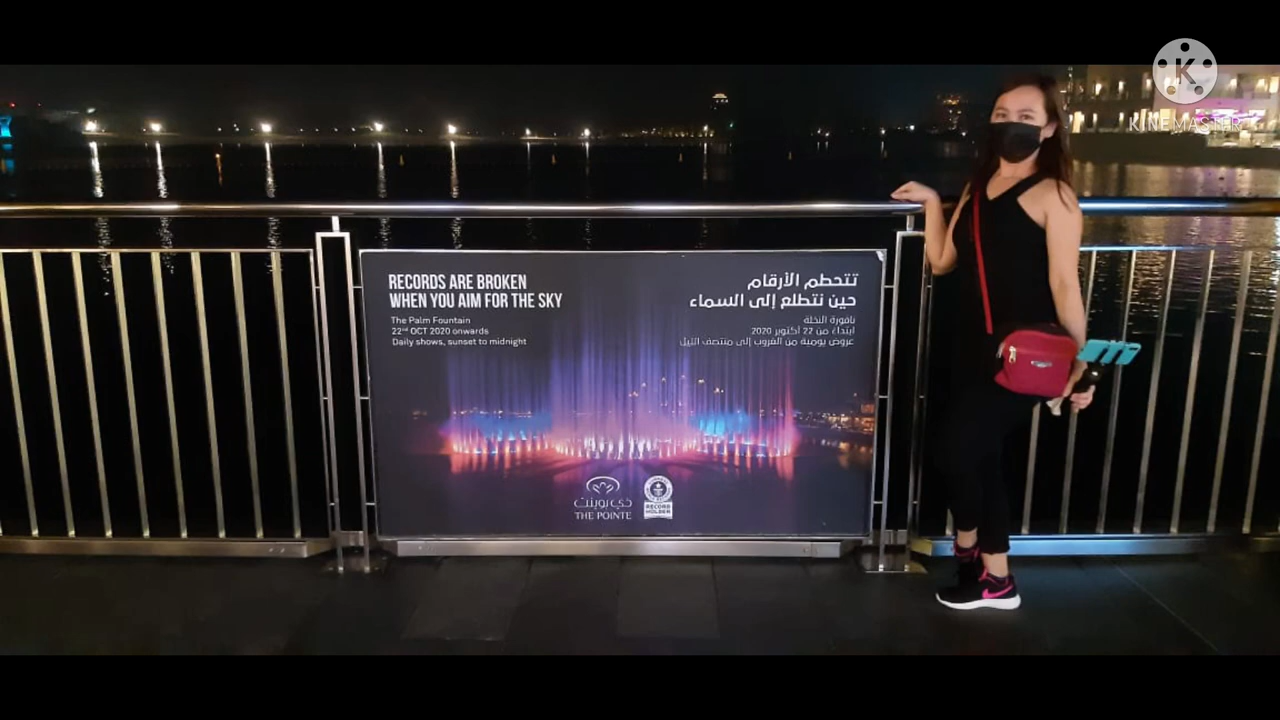 RECORDS ARE BROKEN
WHEN YOU AIM FOR THE SKY
The Palm Fountain
22nd OCT 2020 onwards
Daily shows, sunset to midnight
تتحطم الأرقام
حين نتطلع إلى السماء
نافورة النخلة
ابتداءً من 22 أكتوبر 2020
عروض يومية من الغروب إلى منتصف الليل
ذي بوينت
THE POINTE
RECORD
HOLDER
K
KINEMASTER